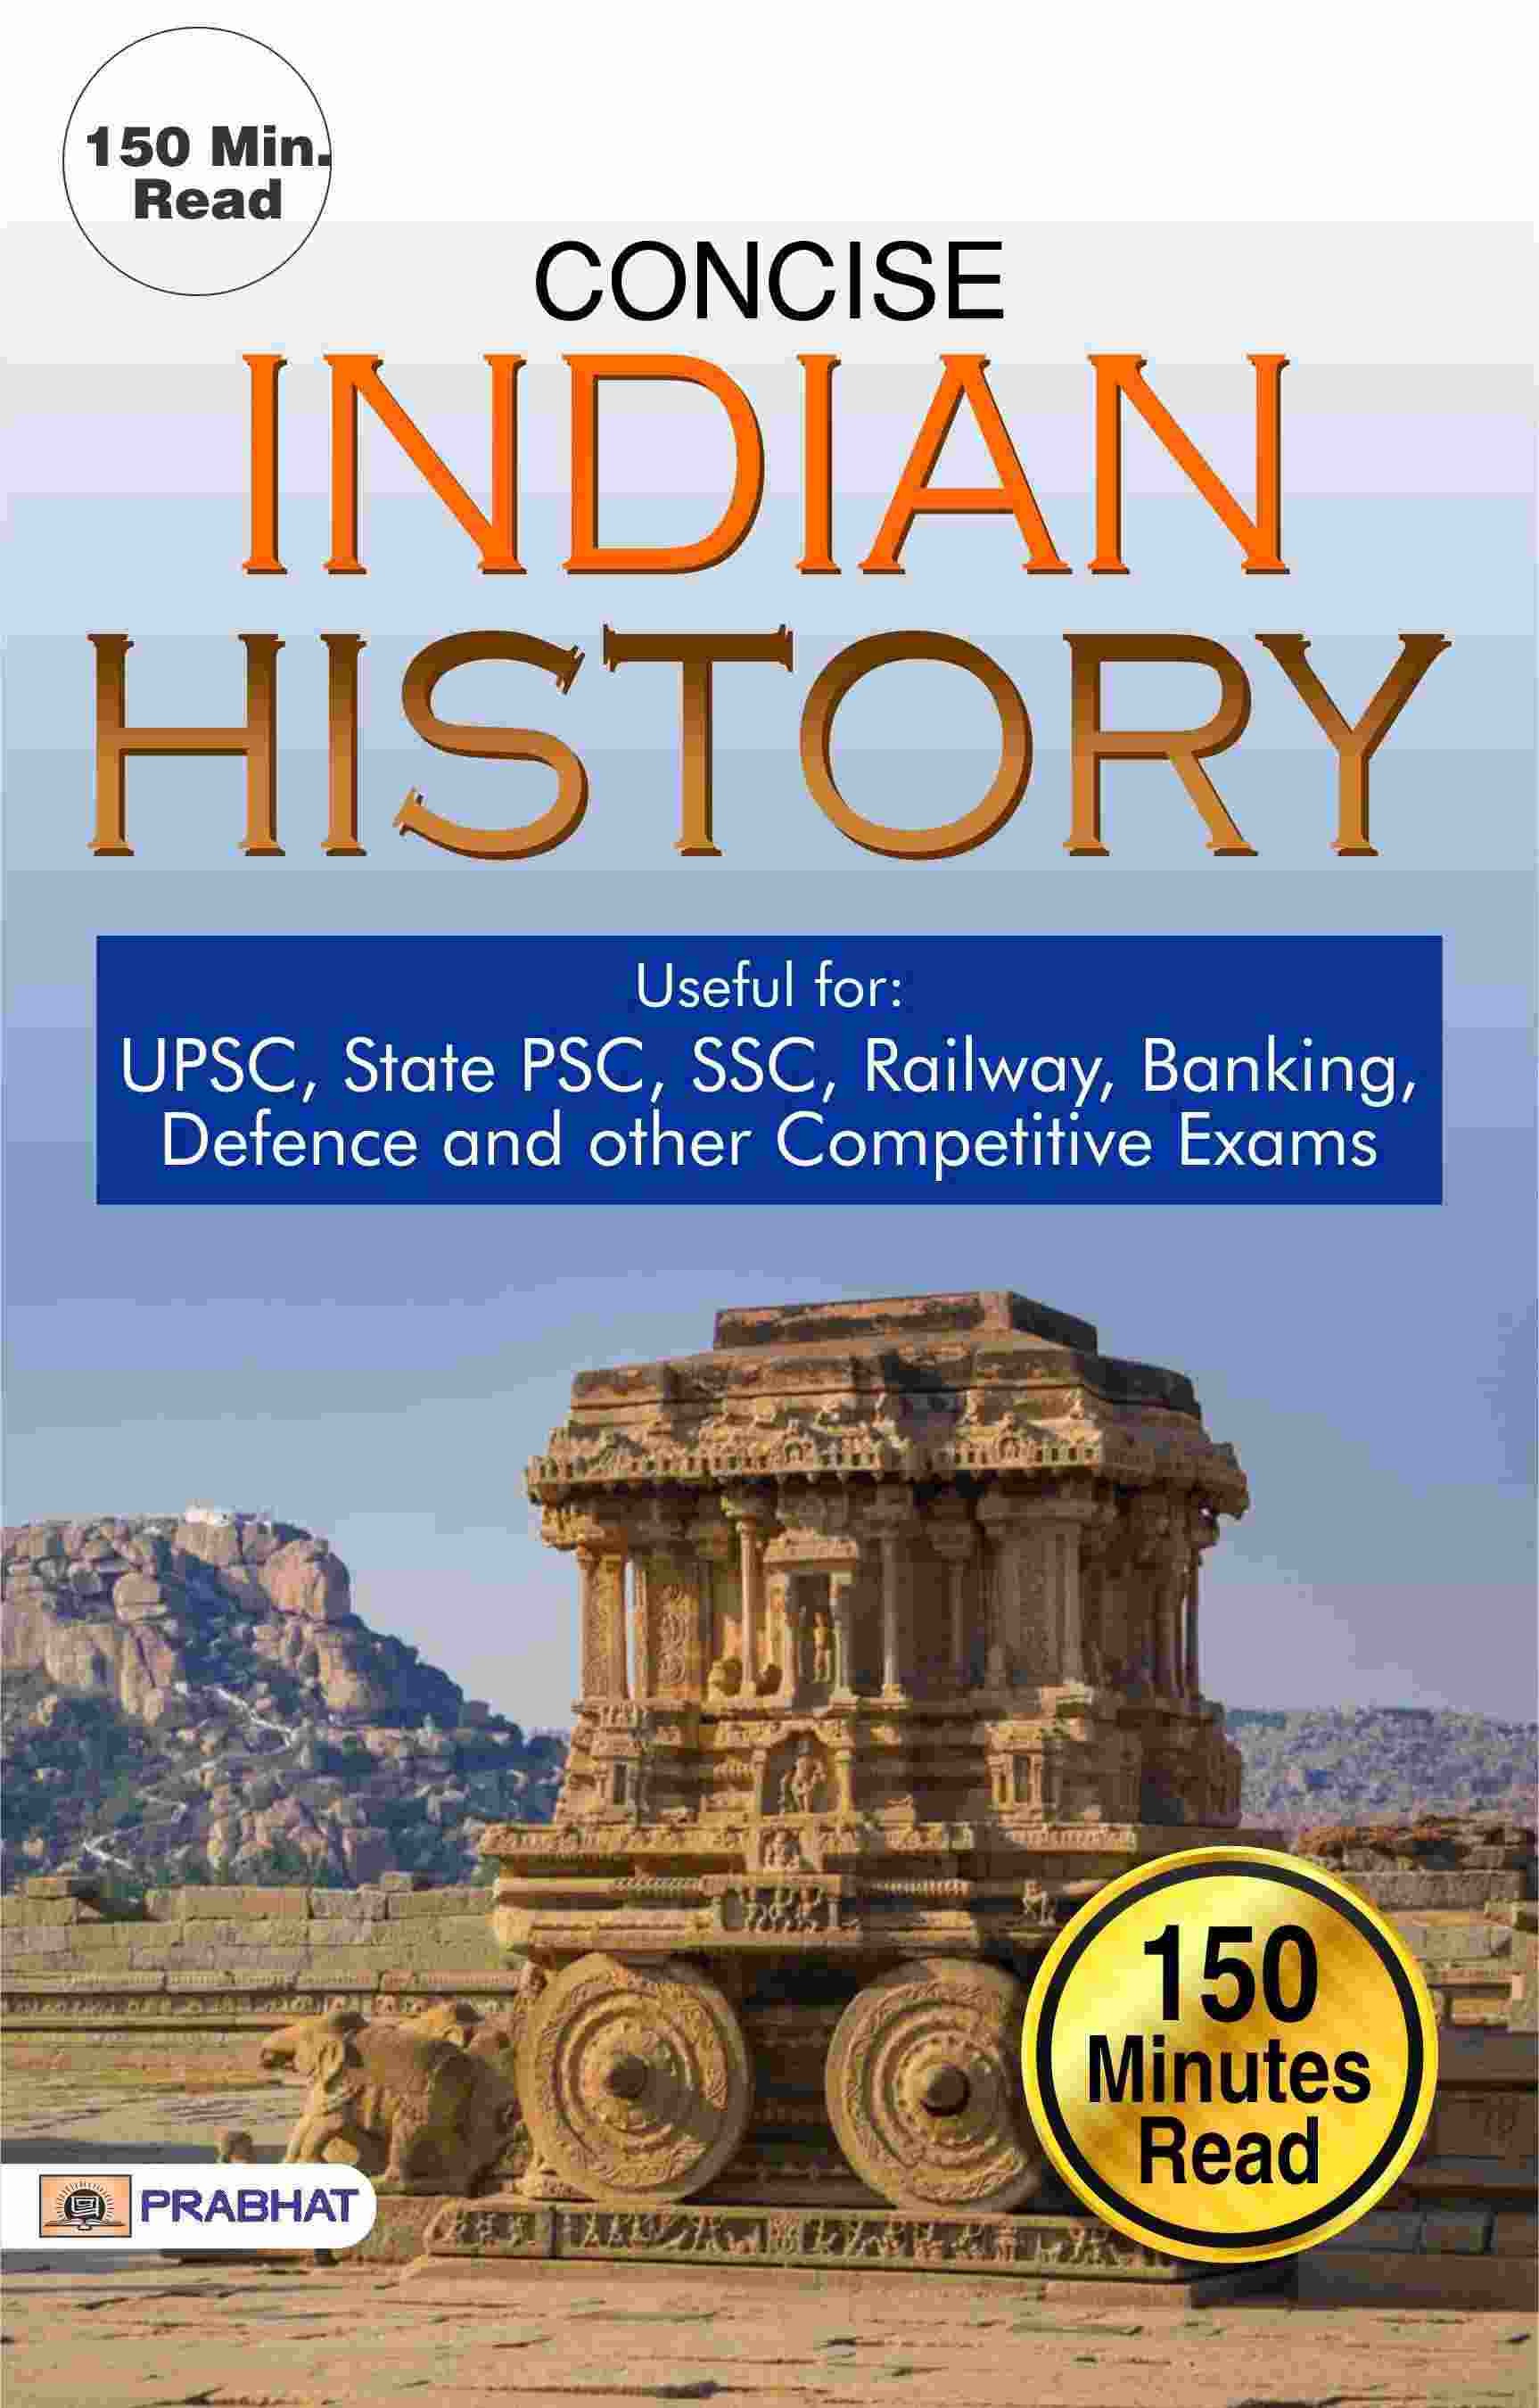 150 Min.
Read
CONCISE
INDIAN
HISTORY
Useful for:
UPSC, State PSC, SSC, Railway, Banking,
Defence and other Competitive Exams
150
Minutes
Read
PRABHAT